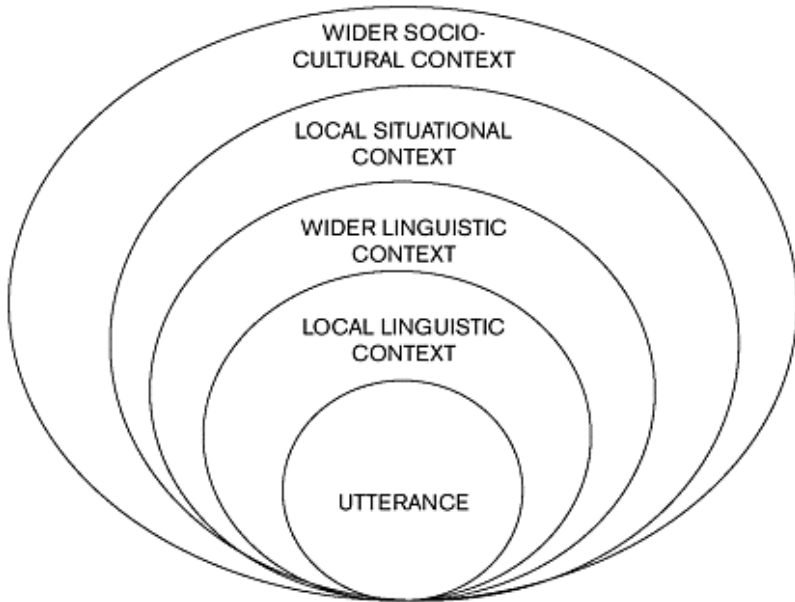 WIDER SOCIO-
CULTURAL CONTEXT
LOCAL SITUATIONAL
CONTEXT
WIDER LINGUISTIC
CONTEXT
LOCAL LINGUISTIC
CONTEXT
UTTERANCE